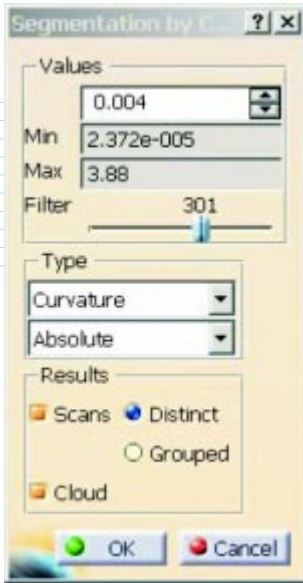 Segmentation by C... ? x
Values
0.004
Min 2.372e-005
Max 3.88
Filter 301
Type
Curvature
Absolute
Results
Scans Distinct
Grouped
Cloud
OK Cancel